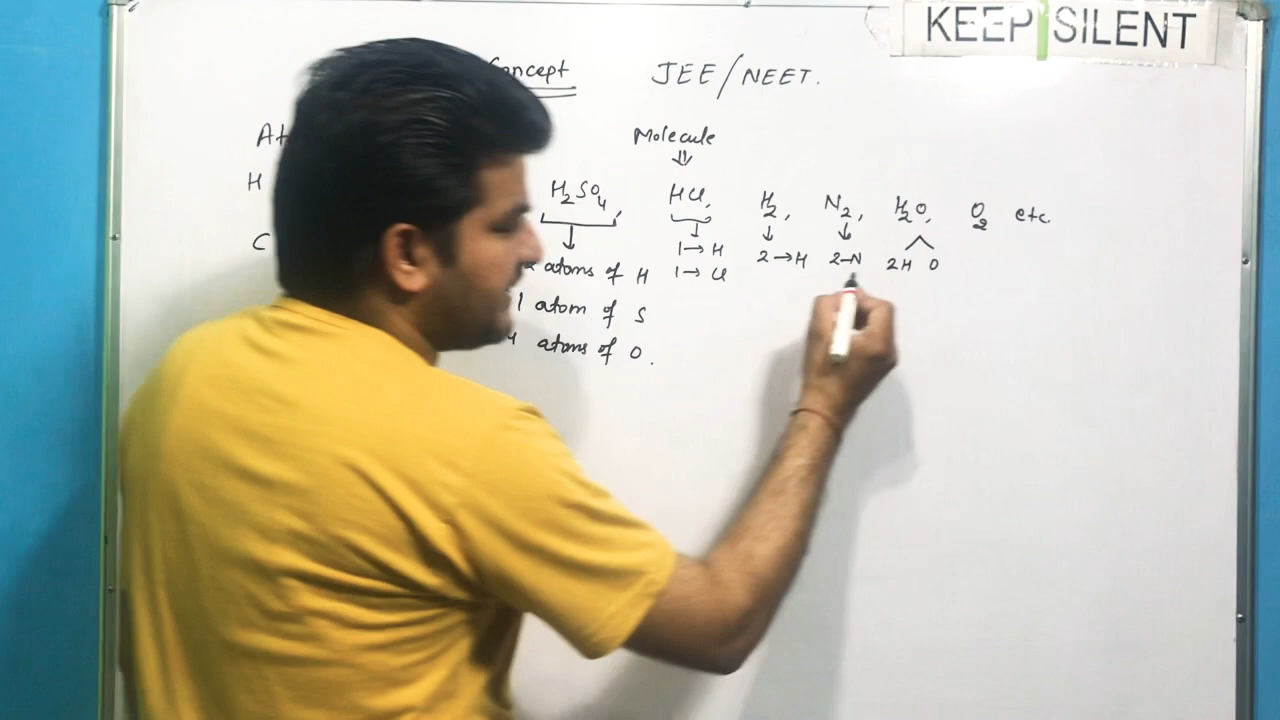 KEEP SILENT
Concept JEE/NEET.
At
Molecule
⇓
H
H₂SO₄, HCl, H₂, N₂, H₂O, O₂ etc
C
1→H 2→H 2-N 2H O
atoms of H 1→Cl
1 atom of S
4 atoms of O.